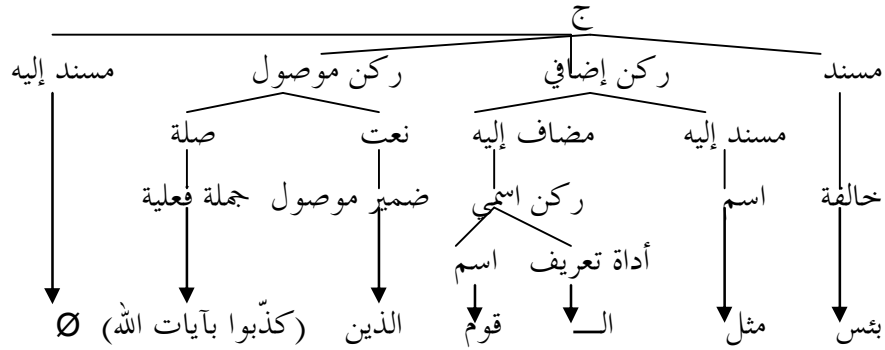 ج
مسند ركن إضافي ركن موصول مسند إليه
مسند إليه مضاف إليه نعت صلة
خالفة اسم ركن اسمي ضمير موصول جملة فعلية
أداة تعريف اسم
بئس مثل الـــ قوم الذين (كذّبوا بآيات الله) Ø